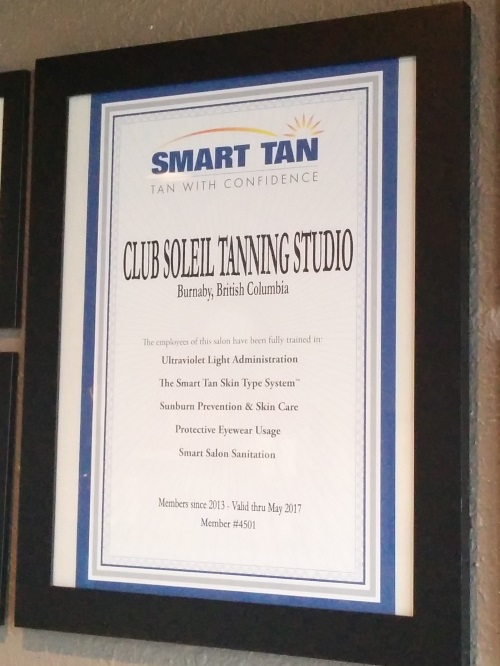 SMART TAN
TAN WITH CONFIDENCE
CLUB SOLEIL TANNING STUDIO
Burnaby, British Columbia
The employees of this salon have been fully trained in:
Ultraviolet Light Administration
The Smart Tan Skin Type System™
Sunburn Prevention & Skin Care
Protective Eyewear Usage
Smart Salon Sanitation
Members since 2013 - Valid thru May 2017
Member #4501